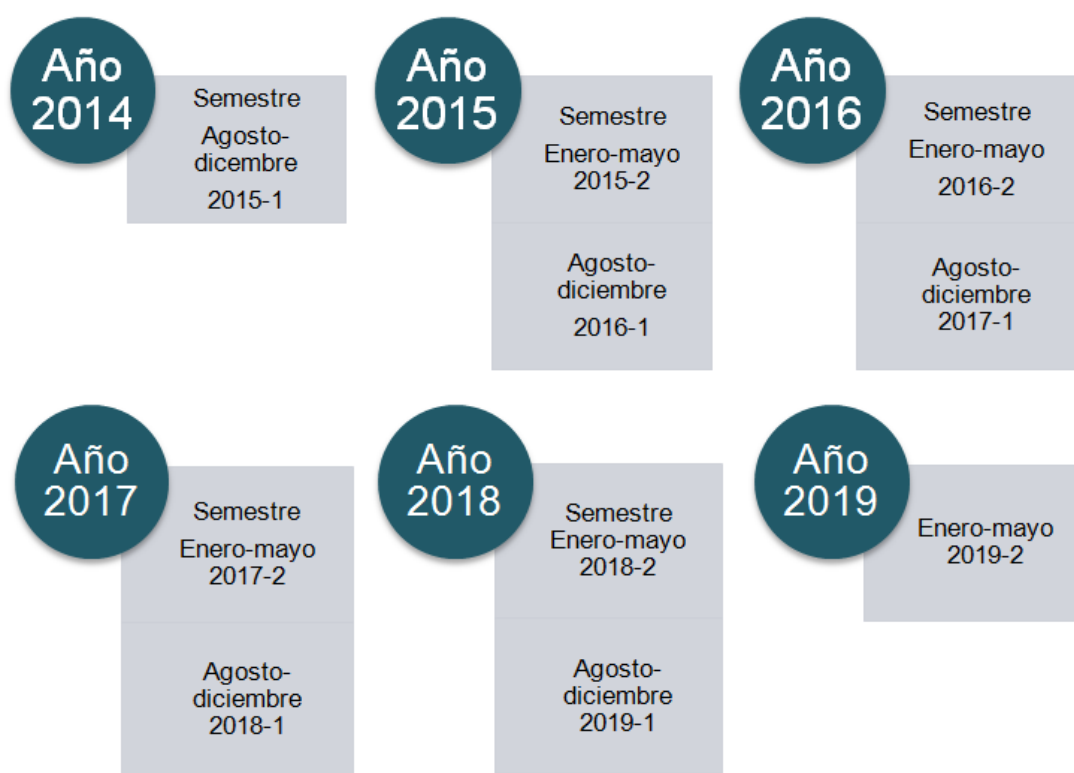 Año
2014
Semestre
Agosto-
dicembre
2015-1
Año
2015
Semestre
Enero-mayo
2015-2
Agosto-
diciembre
2016-1
Año
2016
Semestre
Enero-mayo
2016-2
Agosto-
diciembre
2017-1
Año
2017
Semestre
Enero-mayo
2017-2
Agosto-
diciembre
2018-1
Año
2018
Semestre
Enero-mayo
2018-2
Agosto-
diciembre
2019-1
Año
2019
Enero-mayo
2019-2